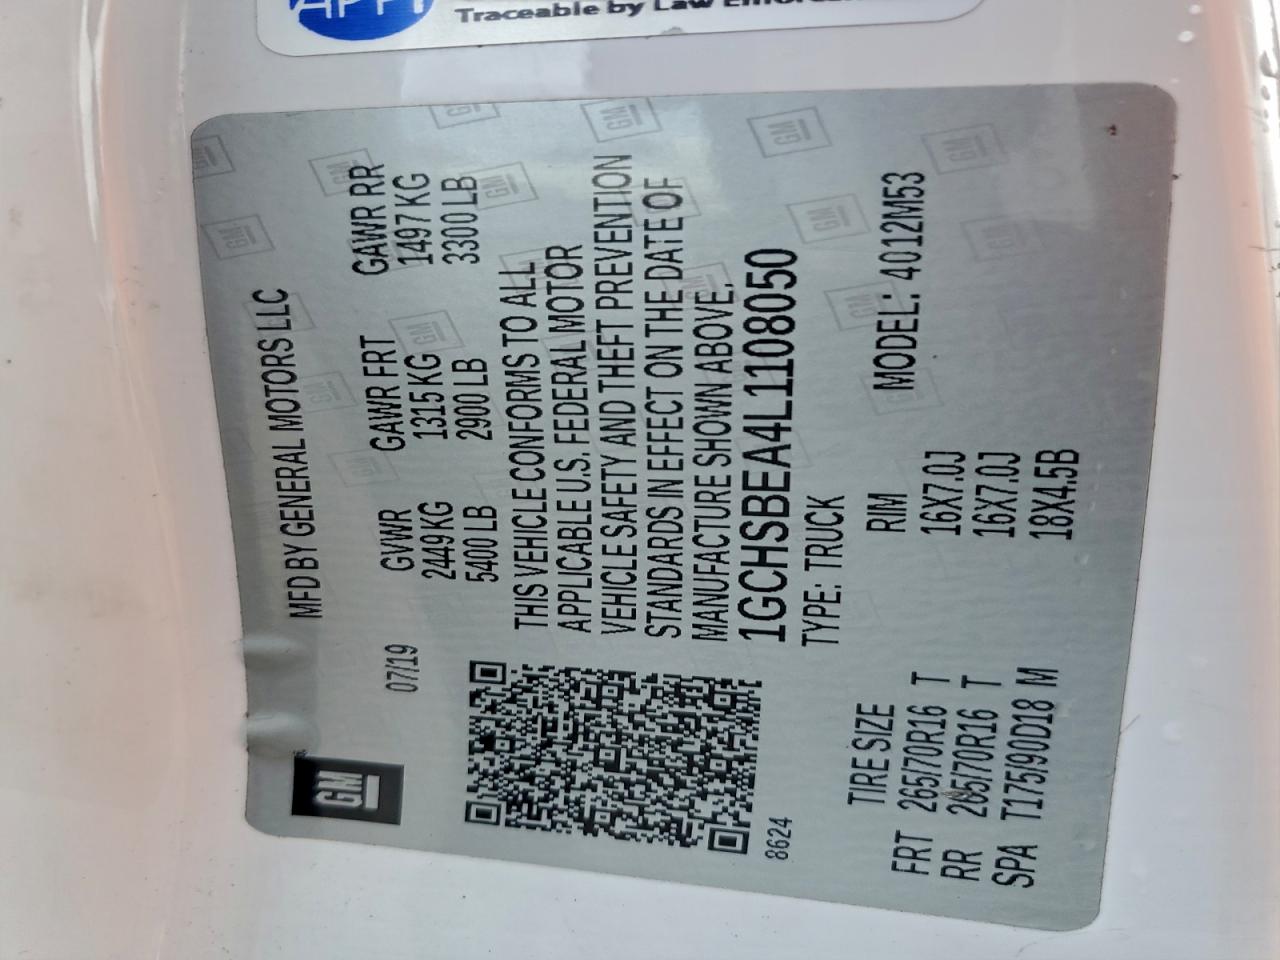 Traceable by Law
GM
MFD BY GENERAL MOTORS LLC
07/19
GVWR GAWR FRT GAWR RR
2449 KG 1315 KG 1497 KG
5400 LB 2900 LB 3300 LB
THIS VEHICLE CONFORMS TO ALL
APPLICABLE U.S. FEDERAL MOTOR
VEHICLE SAFETY AND THEFT PREVENTION
STANDARDS IN EFFECT ON THE DATE OF
MANUFACTURE SHOWN ABOVE.
1GCHSBEA4L1108050
8624
TYPE: TRUCK
TIRE SIZE RIM MODEL: 4012M53
FRT 265/70R16 T 16X7.0J
RR 265/70R16 T 16X7.0J
SPA T175/90D18 M 18X4.5B